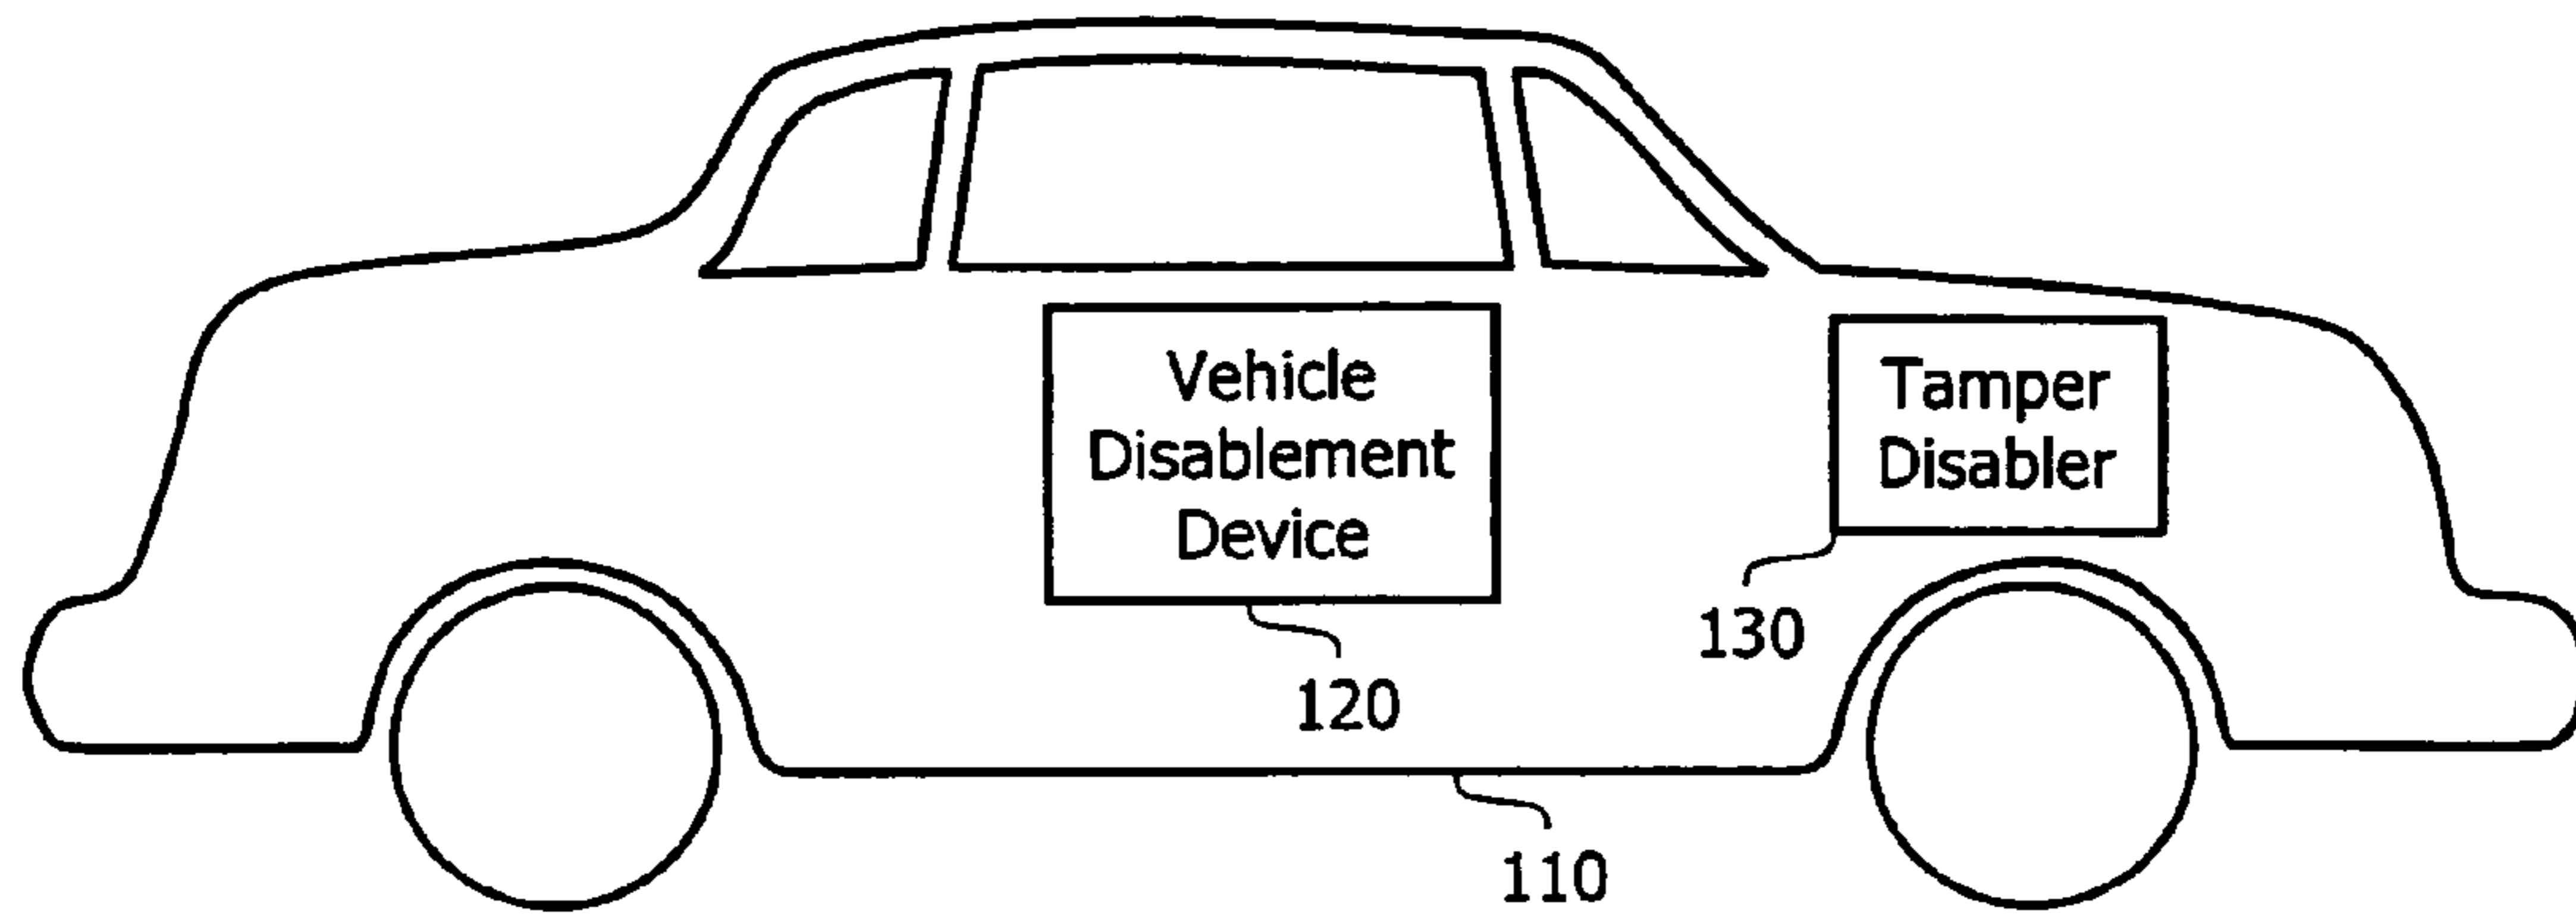 Vehicle
Disablement
Device
Tamper
Disabler
130
120
110